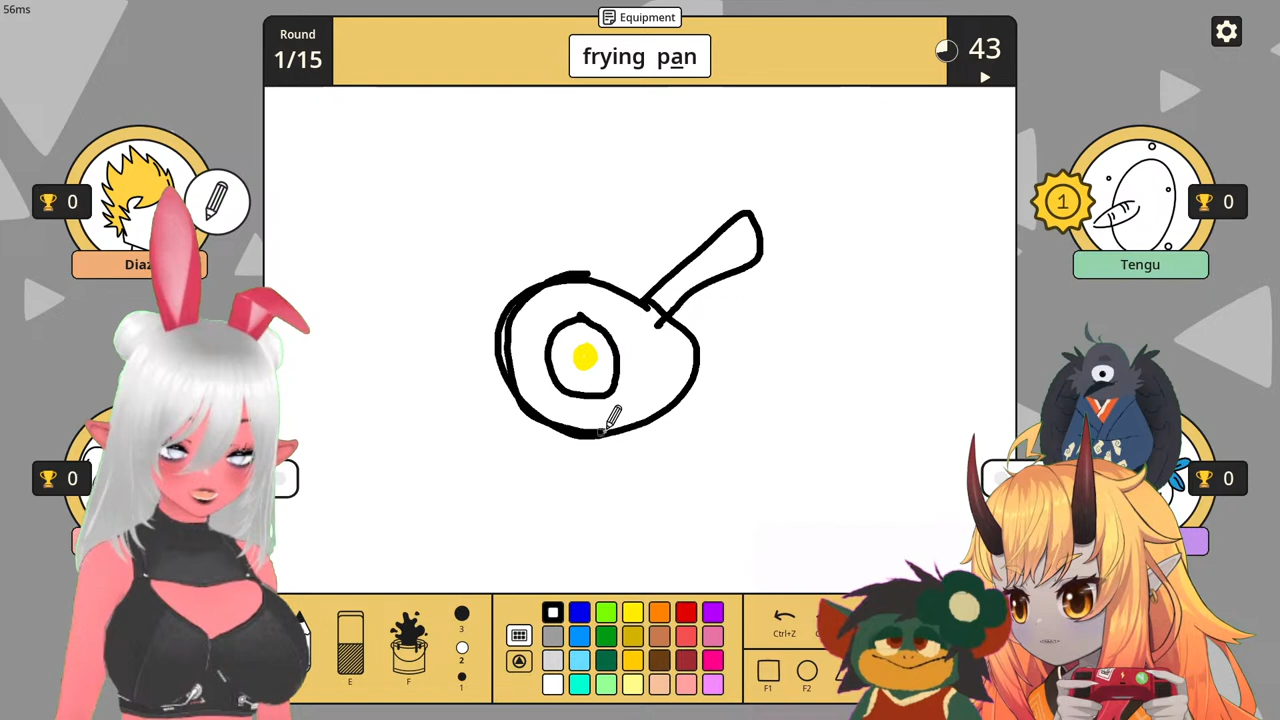 56ms
Equipment
Round
1/15
frying pan
43
0
1
0
Diaz
Tengu
0
0
E
F
3
2
1
Ctrl+Z
F1
F2